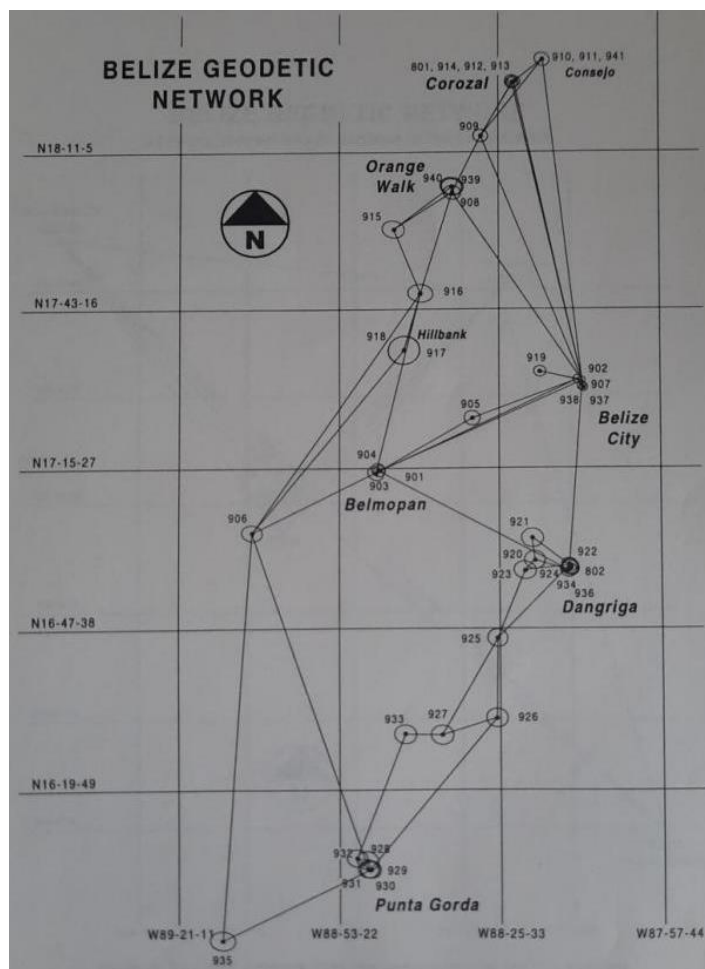 BELIZE GEODETIC
NETWORK
801, 914, 912, 913
Corozal
910, 911, 941
Consejo
909
N18-11-5
Orange
Walk
940
939
908
915
N
916
N17-43-16
918
Hillbank
917
919
902
907
938
937
905
Belize
City
904
N17-15-27
903
901
Belmopan
906
921
920
922
923
924
802
934
936
Dangriga
N16-47-38
925
933
927
926
N16-19-49
932
928
929
931
930
Punta Gorda
W89-21-11
W88-53-22
W88-25-33
W87-57-44
935